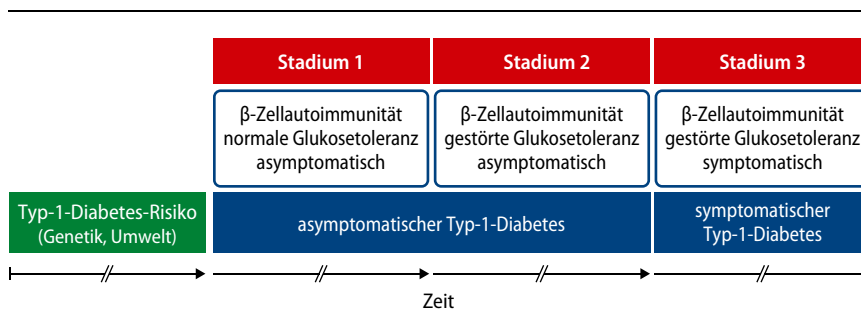 Stadium 1
Stadium 2
Stadium 3
β-Zellautoimmunität
normale Glukosetoleranz
asymptomatisch
β-Zellautoimmunität
gestörte Glukosetoleranz
asymptomatisch
β-Zellautoimmunität
gestörte Glukosetoleranz
symptomatisch
Typ-1-Diabetes-Risiko
(Genetik, Umwelt)
asymptomatischer Typ-1-Diabetes
symptomatischer
Typ-1-Diabetes
Zeit